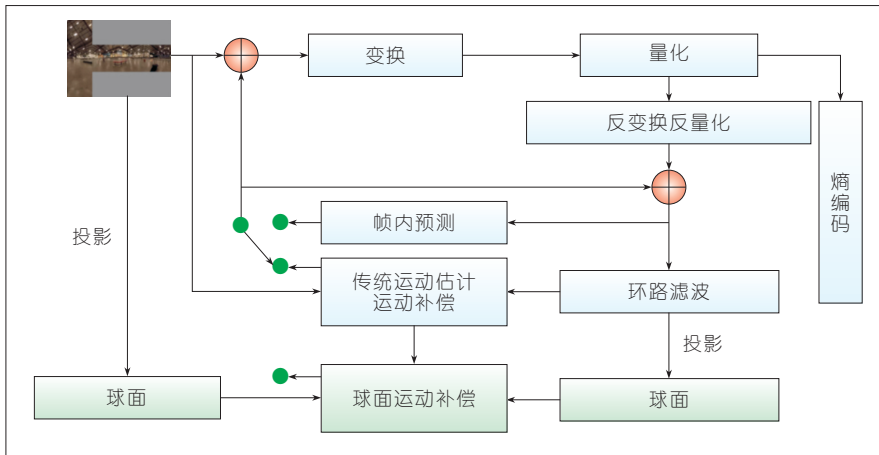 变换
量化
反变换反量化
熵编码
投影
帧内预测
传统运动估计
运动补偿
环路滤波
投影
球面
球面运动补偿
球面